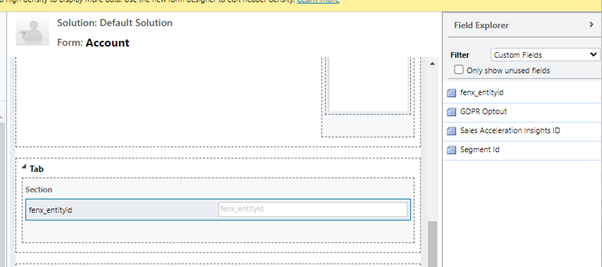 high density to display more data. Use the new form designer to edit header density. Learn more
Solution: Default Solution
Form: Account
Field Explorer
Filter
Custom Fields
Only show unused fields
fenx_entityid
GDPR Optout
Sales Acceleration Insights ID
Segment Id
Tab
Section
fenx_entityid
fenx_entityid